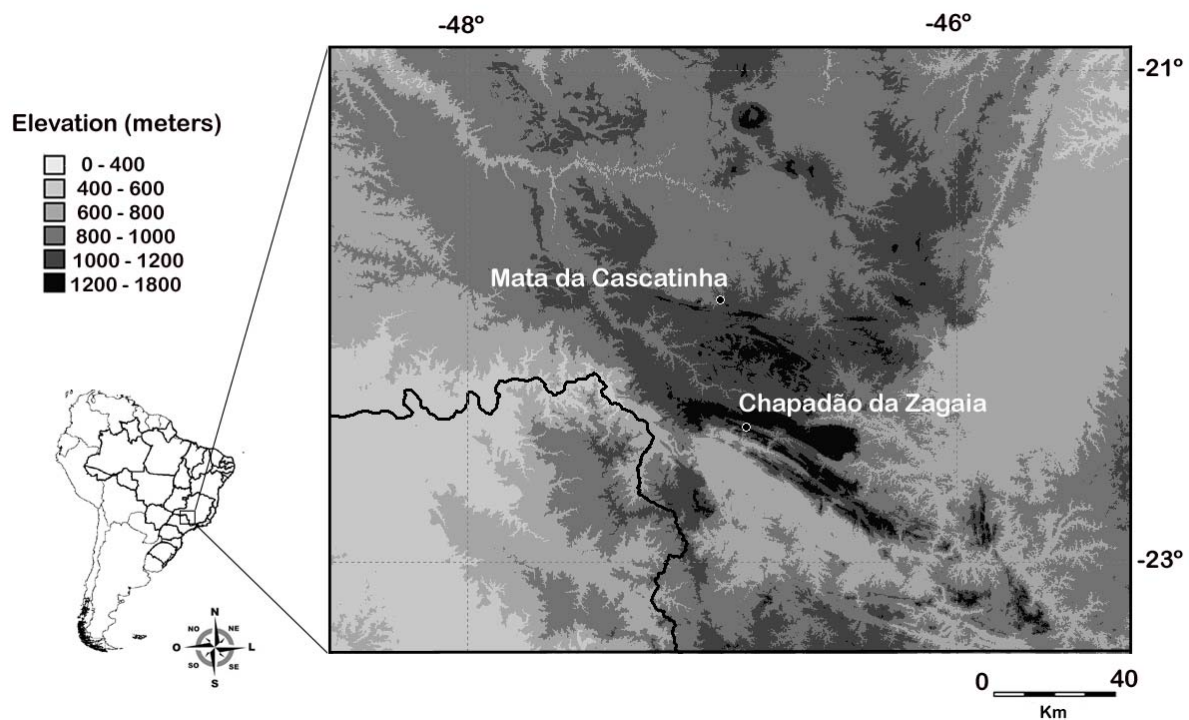 -48º
-46º
-21º
Elevation (meters)
0 - 400
400 - 600
600 - 800
800 - 1000
1000 - 1200
1200 - 1800
Mata da Cascatinha
Chapadão da Zagaia
-23º
N
NO
NE
O
L
SO
SE
S
0
40
Km